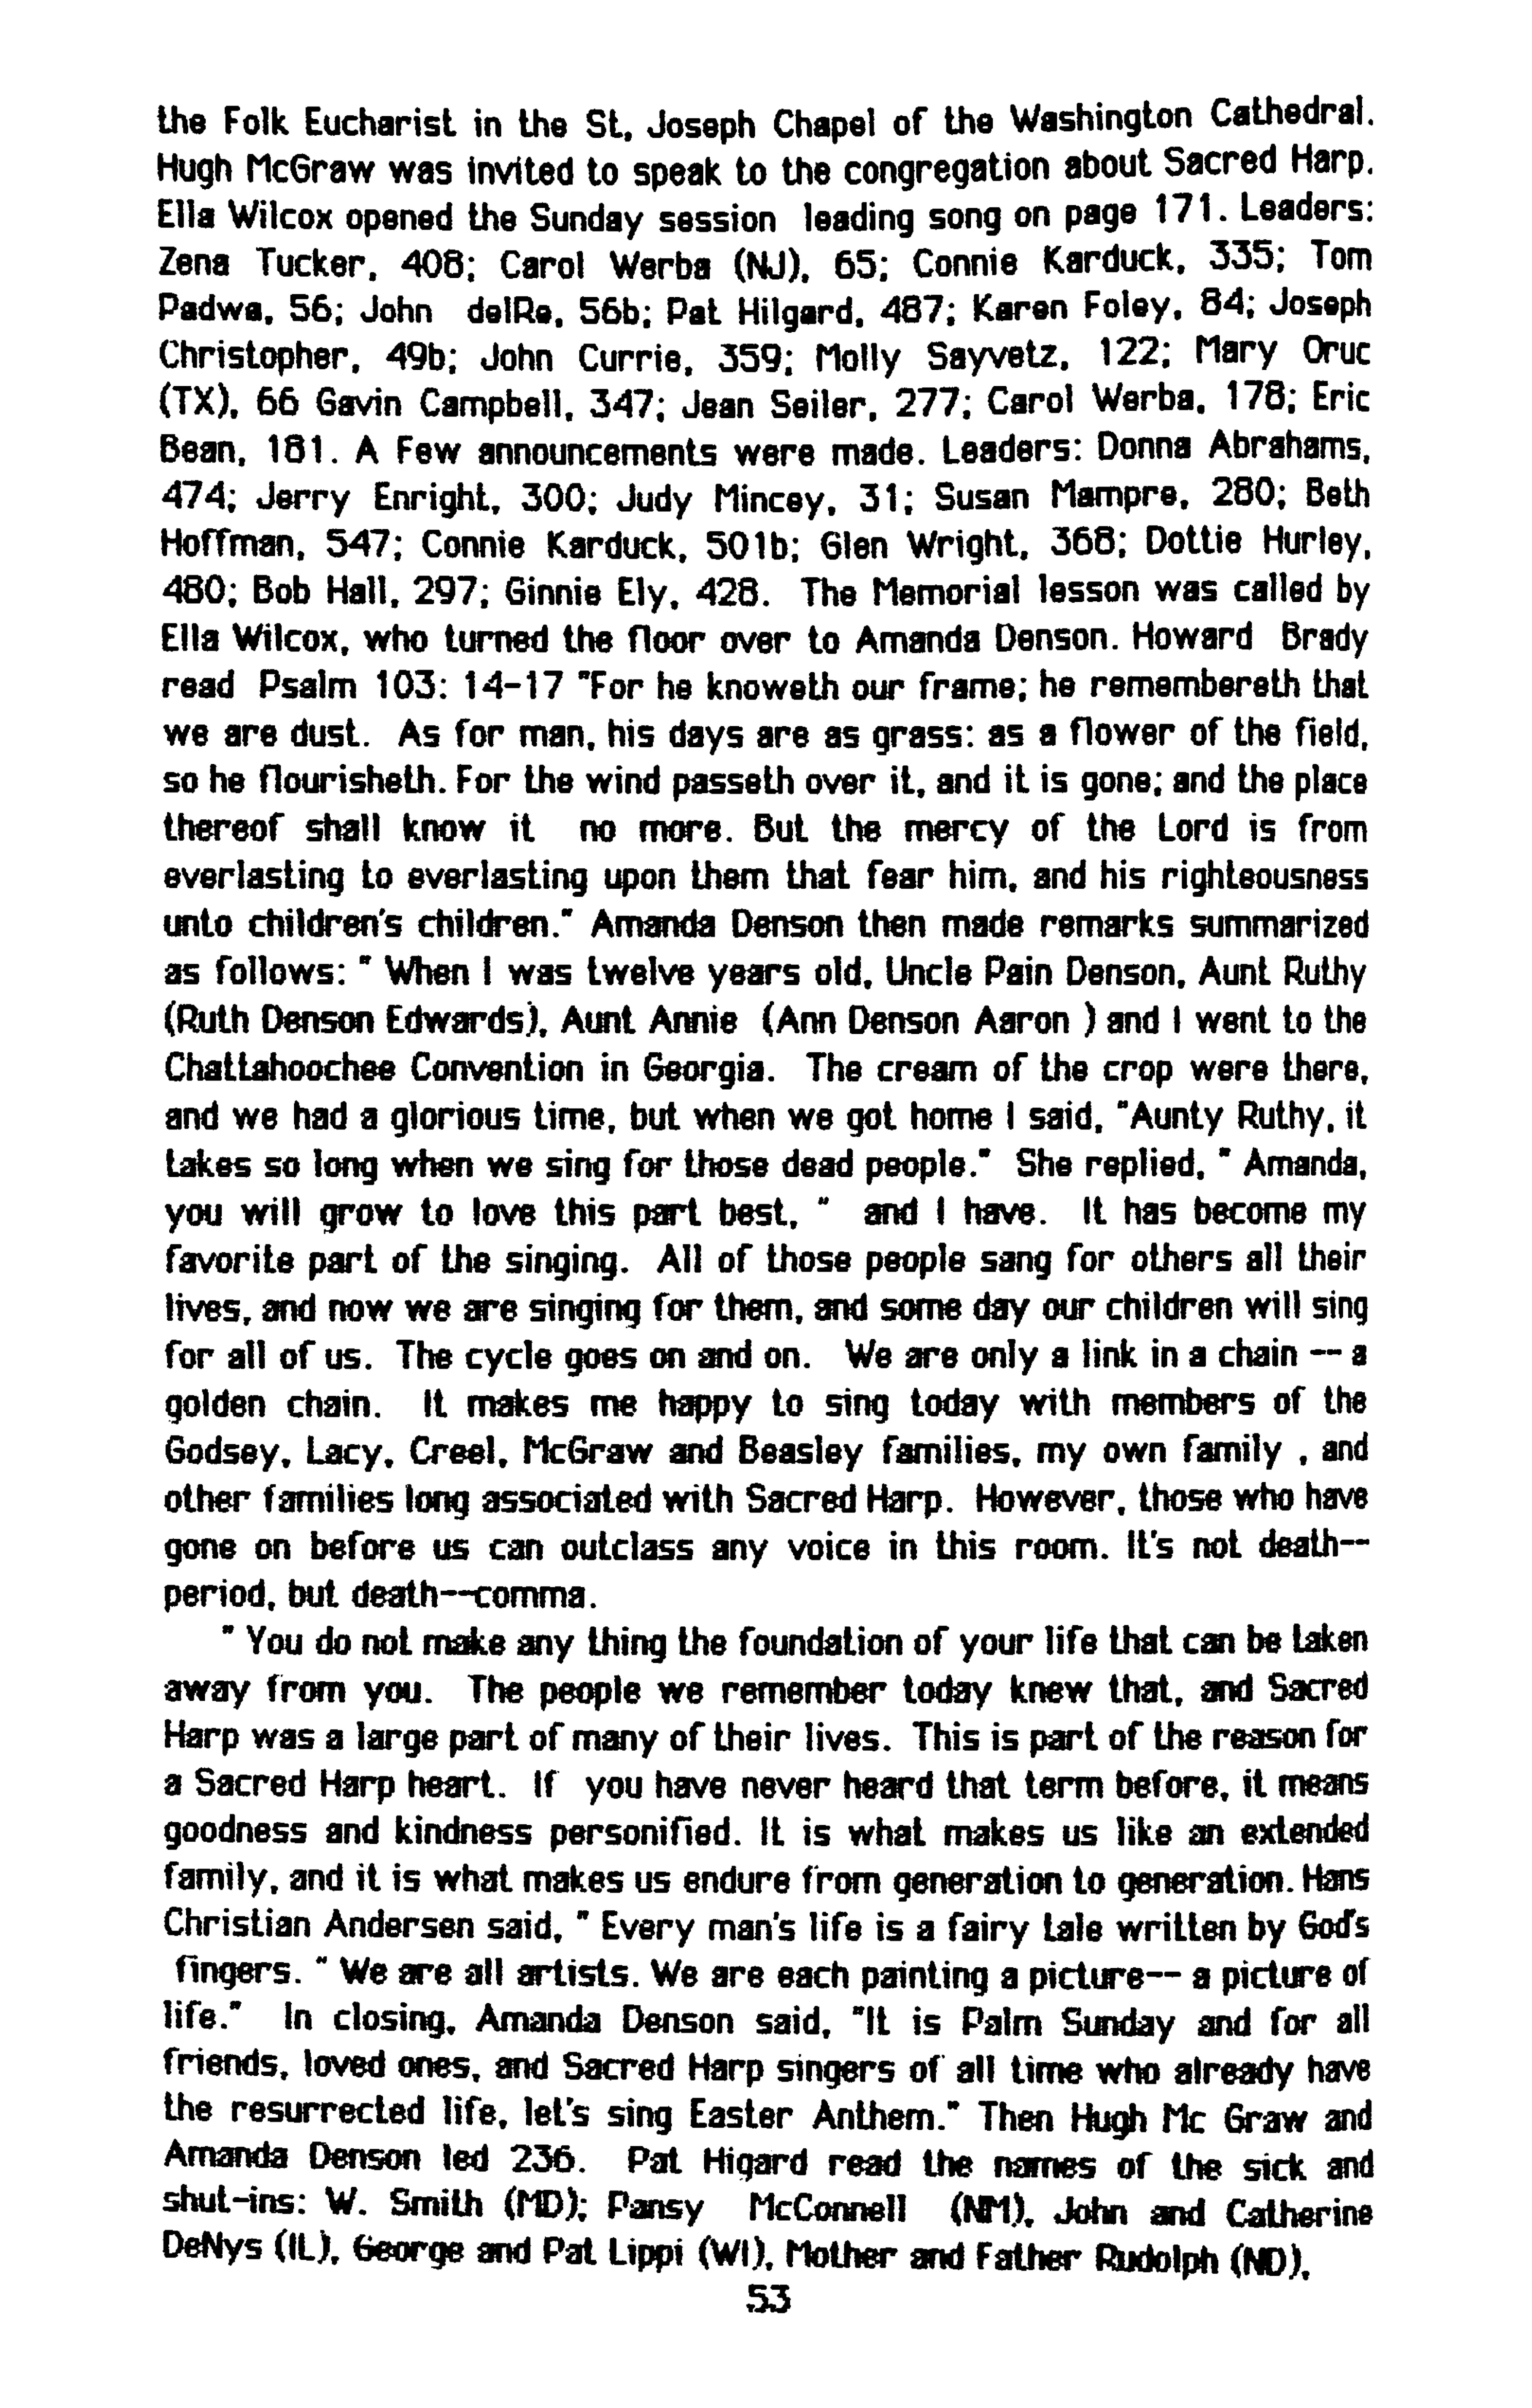 the Folk Eucharist in the St, Joseph Chapel of the Washington Cathedral.
Hugh McGraw was invited to speak to the congregation about Sacred Harp.
Ella Wilcox opened the Sunday session leading song on page 171. Leaders:
Zena Tucker, 408; Carol Werba (NJ), 65; Connie Karduck, 335; Tom
Padwa, 56; John delRe, 56b; Pat Hilgard, 487; Karen Foley, 84; Joseph
Christopher, 49b; John Currie, 359; Molly Sayvetz, 122; Mary Oruc
(TX), 66 Gavin Campbell, 347; Jean Seiler, 277; Carol Werba, 178; Eric
Bean, 181. A Few announcements were made. Leaders: Donna Abrahams,
474; Jerry Enright, 300; Judy Mincey, 31; Susan Mampre, 280; Beth
Hoffman, 547; Connie Karduck, 501b; Glen Wright, 368; Dottie Hurley,
480; Bob Hall, 297; Ginnie Ely, 428. The Memorial lesson was called by
Ella Wilcox, who turned the floor over to Amanda Denson. Howard Brady
read Psalm 103: 14-17 "For he knoweth our frame; he remembereth that
we are dust. As for man, his days are as grass: as a flower of the field,
so he flourisheth. For the wind passeth over it, and it is gone; and the place
thereof shall know it no more. But the mercy of the Lord is from
everlasting to everlasting upon them that fear him, and his righteousness
unto children's children." Amanda Denson then made remarks summarized
as follows: " When I was twelve years old, Uncle Pain Denson, Aunt Ruthy
(Ruth Denson Edwards), Aunt Annie (Ann Denson Aaron ) and I went to the
Chattahoochee Convention in Georgia. The cream of the crop were there,
and we had a glorious time, but when we got home I said, "Aunty Ruthy, it
takes so long when we sing for those dead people." She replied, " Amanda,
you will grow to love this part best, " and I have. It has become my
favorite part of the singing. All of those people sang for others all their
lives, and now we are singing for them, and some day our children will sing
for all of us. The cycle goes on and on. We are only a link in a chain -- a
golden chain. It makes me happy to sing today with members of the
Godsey, Lacy, Creel, McGraw and Beasley families, my own family , and
other families long associated with Sacred Harp. However, those who have
gone on before us can outclass any voice in this room. It's not death--
period, but death--comma.
" You do not make any thing the foundation of your life that can be taken
away from you. The people we remember today knew that, and Sacred
Harp was a large part of many of their lives. This is part of the reason for
a Sacred Harp heart. If you have never heard that term before, it means
goodness and kindness personified. It is what makes us like an extended
family, and it is what makes us endure from generation to generation. Hans
Christian Andersen said, " Every man's life is a fairy tale written by God's
fingers. " We are all artists. We are each painting a picture-- a picture of
life." In closing, Amanda Denson said, "It is Palm Sunday and for all
friends, loved ones, and Sacred Harp singers of all time who already have
the resurrected life, let's sing Easter Anthem." Then Hugh Mc Graw and
Amanda Denson led 236. Pat Higard read the names of the sick and
shut-ins: W. Smith (MD); Pansy McConnell (NM), John and Catherine
DeNys (IL), George and Pat Lippi (WI), Mother and Father Rudolph (ND),
53